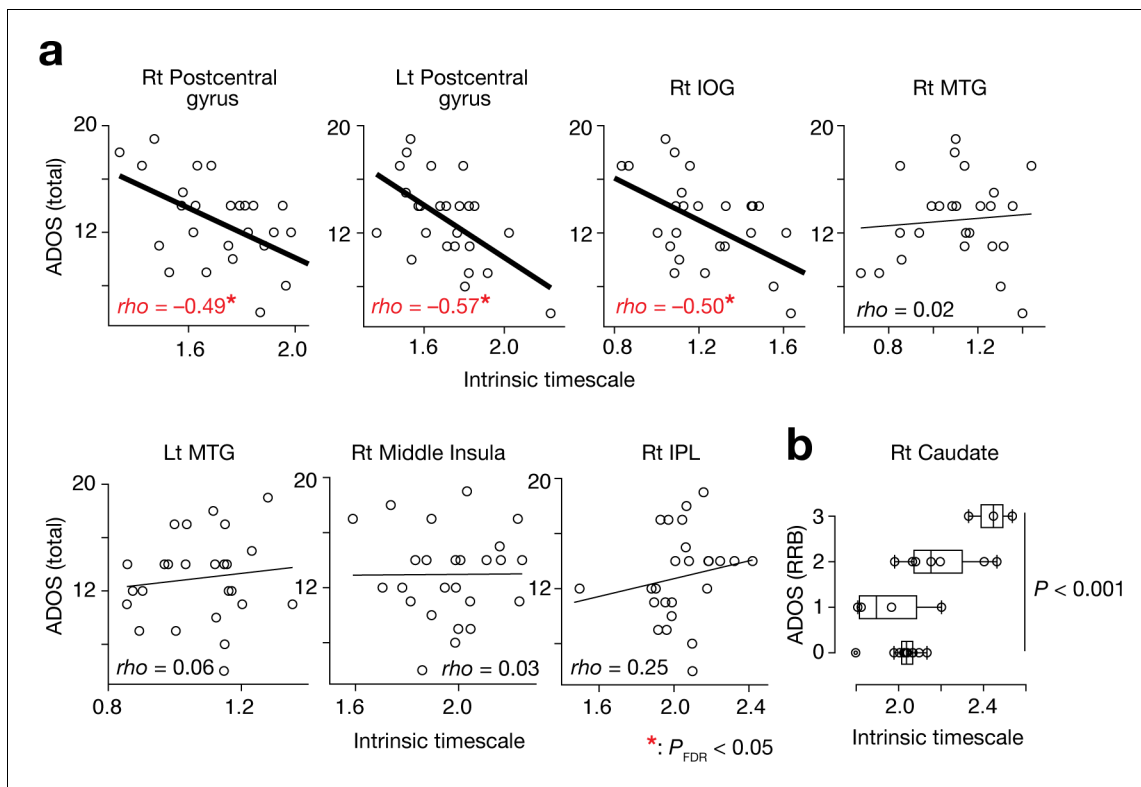 a
Rt Postcentral
gyrus
Lt Postcentral
gyrus
Rt IOG
Rt MTG
ADOS (total)
20
12
rho = −0.49*
1.6
2.0
20
12
rho = −0.57*
1.6
2.0
20
12
rho = −0.50*
0.8
1.2
1.6
20
12
rho = 0.02
0.8
1.2
Intrinsic timescale
Lt MTG
Rt Middle Insula
Rt IPL
ADOS (total)
20
12
rho = 0.06
0.8
1.2
20
12
rho = 0.03
1.6
2.0
20
12
rho = 0.25
1.6
2.0
2.4
Intrinsic timescale
*: PFDR < 0.05
b
Rt Caudate
ADOS (RRB)
3
2
1
0
P < 0.001
2.0
2.4
Intrinsic timescale